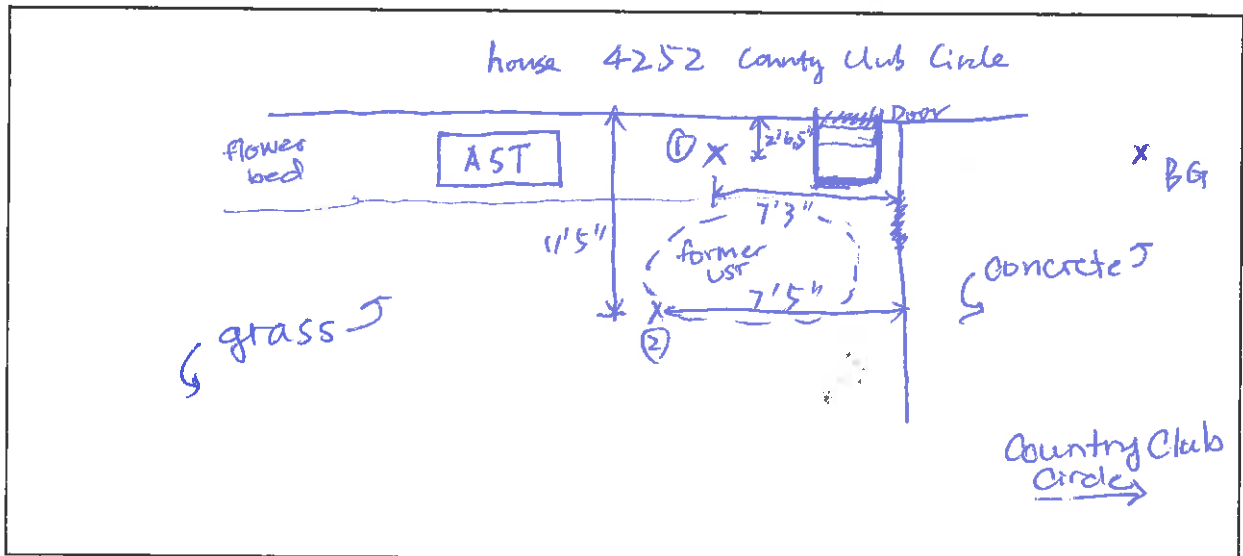 house 4252 County Club Circle
flower bed
AST
① X
2'6.5"
Door
X BG
7'3"
11'5"
former UST
7'5"
X
②
grass
concrete
Country Club
Circle